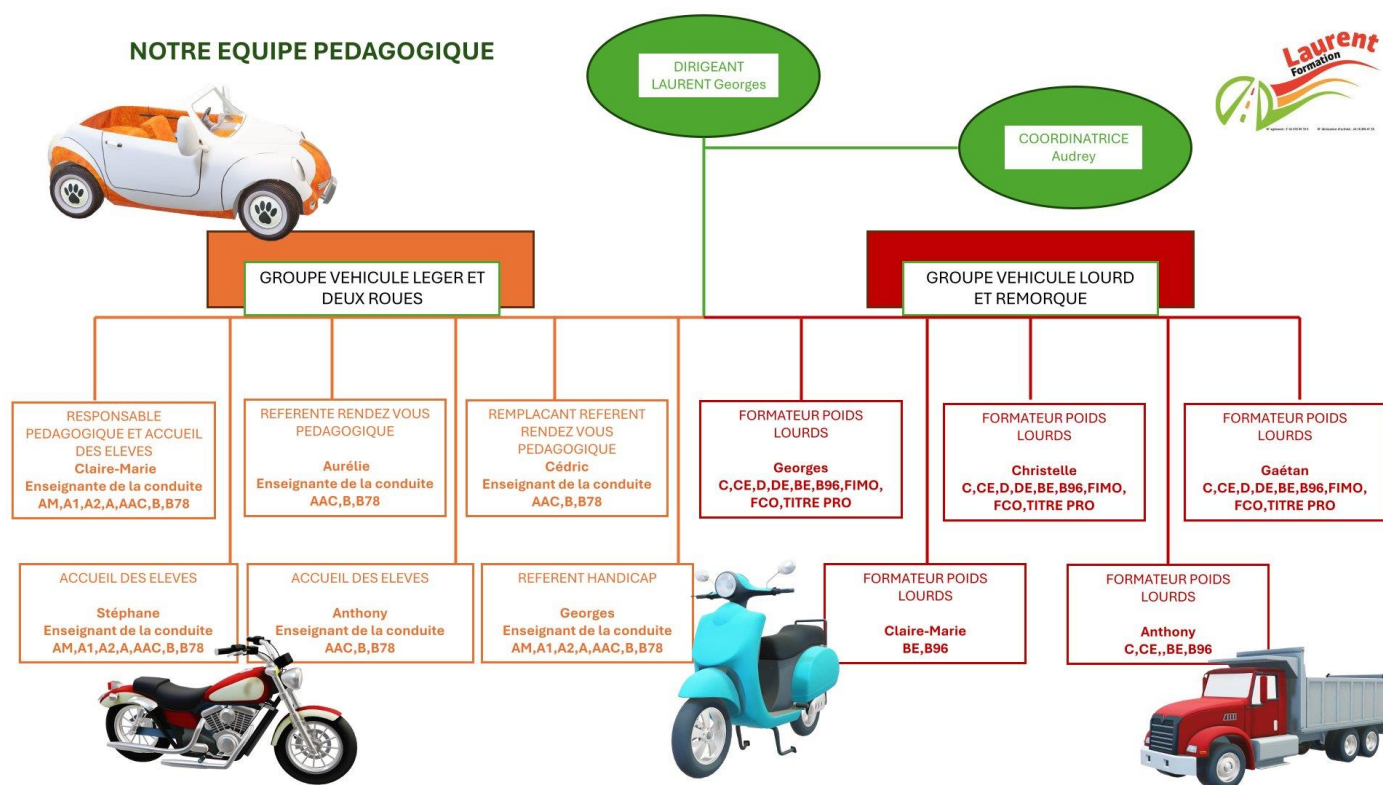 NOTRE EQUIPE PEDAGOGIQUE
DIRIGEANT
LAURENT Georges
Laurent
Formation
COORDINATRICE
Audrey
GROUPE VEHICULE LEGER ET
DEUX ROUES
GROUPE VEHICULE LOURD
ET REMORQUE
RESPONSABLE
PEDAGOGIQUE ET ACCUEIL
DES ELEVES
Claire-Marie
Enseignante de la conduite
AM,A1,A2,A,AAC,B,B78
REFERENTE RENDEZ VOUS
PEDAGOGIQUE
Aurélie
Enseignante de la conduite
AAC,B,B78
REMPLACANT REFERENT
RENDEZ VOUS
PEDAGOGIQUE
Cédric
Enseignant de la conduite
AAC,B,B78
FORMATEUR POIDS
LOURDS
Georges
C,CE,D,DE,BE,B96,FIMO,
FCO,TITRE PRO
FORMATEUR POIDS
LOURDS
Christelle
C,CE,D,DE,BE,B96,FIMO,
FCO,TITRE PRO
FORMATEUR POIDS
LOURDS
Gaétan
C,CE,D,DE,BE,B96,FIMO,
FCO,TITRE PRO
ACCUEIL DES ELEVES
Stéphane
Enseignant de la conduite
AM,A1,A2,A,AAC,B,B78
ACCUEIL DES ELEVES
Anthony
Enseignant de la conduite
AAC,B,B78
REFERENT HANDICAP
Georges
Enseignant de la conduite
AM,A1,A2,A,AAC,B,B78
FORMATEUR POIDS
LOURDS
Claire-Marie
BE,B96
FORMATEUR POIDS
LOURDS
Anthony
C,CE,,BE,B96